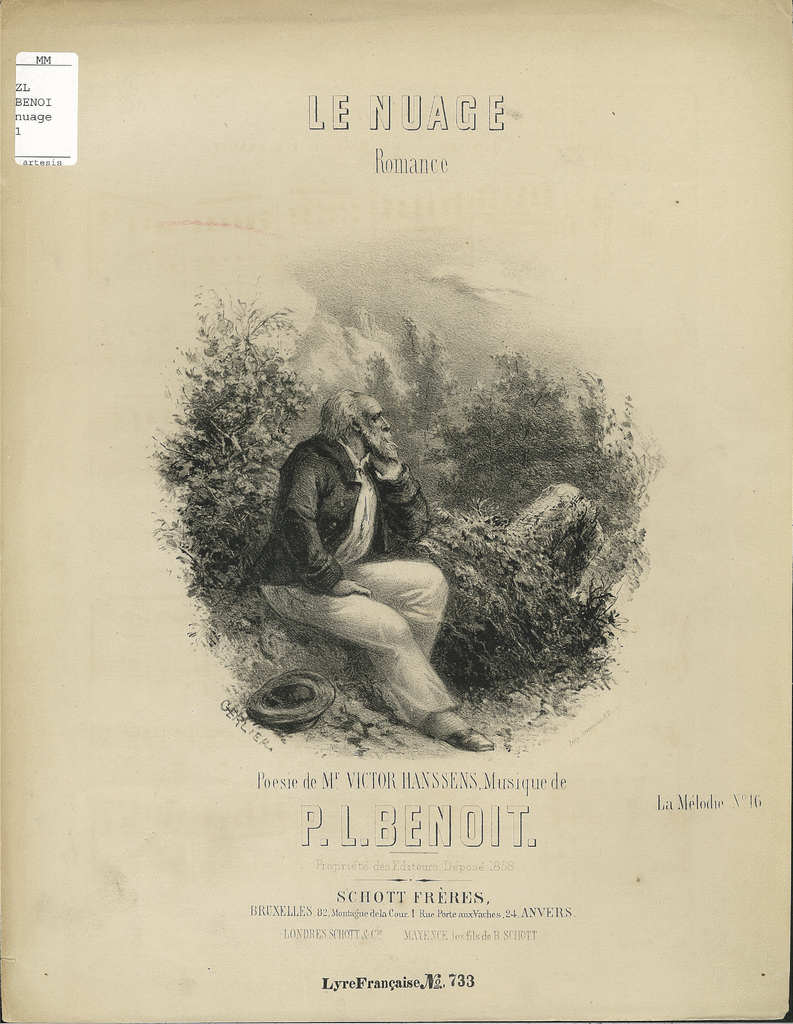 MM
ZL
BENOI
nuage
1
artesis
LE NUAGE
Romance
GERLIER
Poesie de Mr VICTOR HANSSENS, Musique de
P. L. BENOIT.
La Mélodie No 16
Propriété des Editeurs. Déposé 1858
SCHOTT FRÈRES,
BRUXELLES, 82, Montagne de la Cour. 1 Rue Porte aux Vaches, 24, ANVERS.
LONDRES SCHOTT & Cie MAYENCE, les fils de B. SCHOTT
Lyre Française No. 733